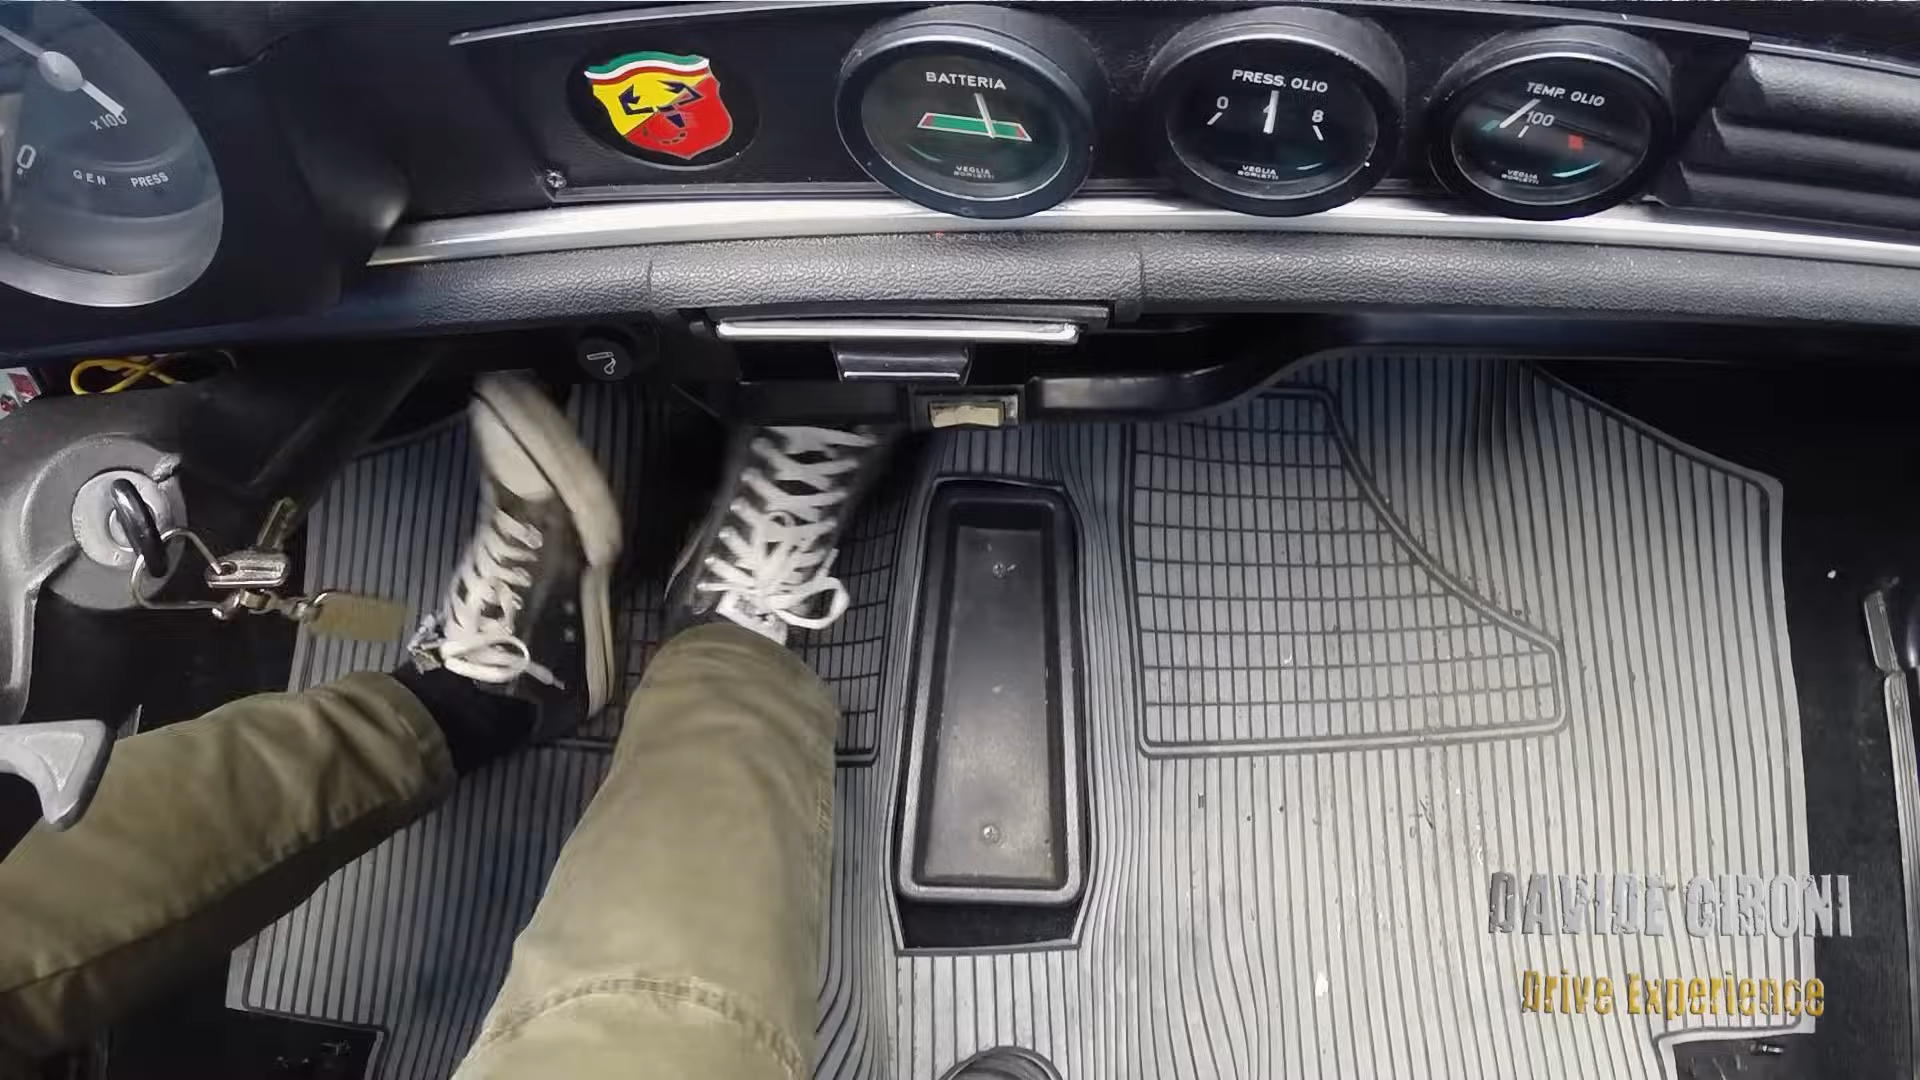 BATTERIA
VEGLIA
BORLETTI
PRESS. OLIO
0
8
VEGLIA
BORLETTI
TEMP. OLIO
100
VEGLIA
BORLETTI
x100
0
GEN PRESS
DAVIDE CIRONI
Drive Experience